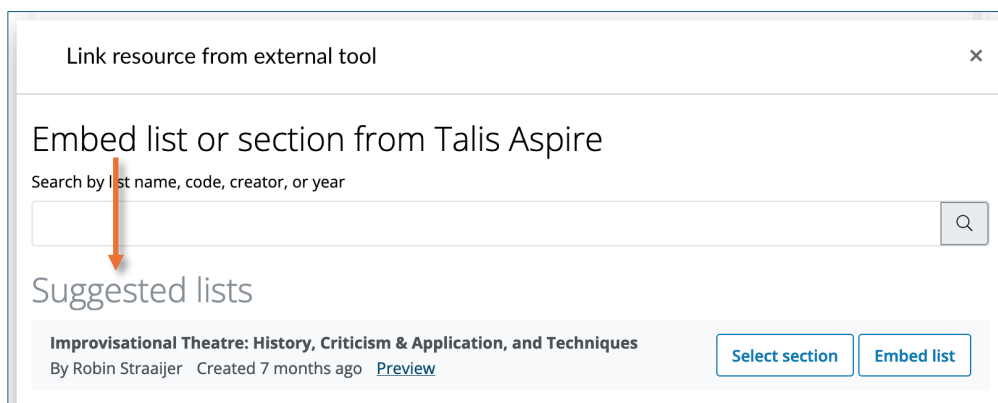 Link resource from external tool ×
Embed list or section from Talis Aspire
Search by list name, code, creator, or year
Suggested lists
Improvisational Theatre: History, Criticism & Application, and Techniques
By Robin Straaijer Created 7 months ago Preview
Select section Embed list